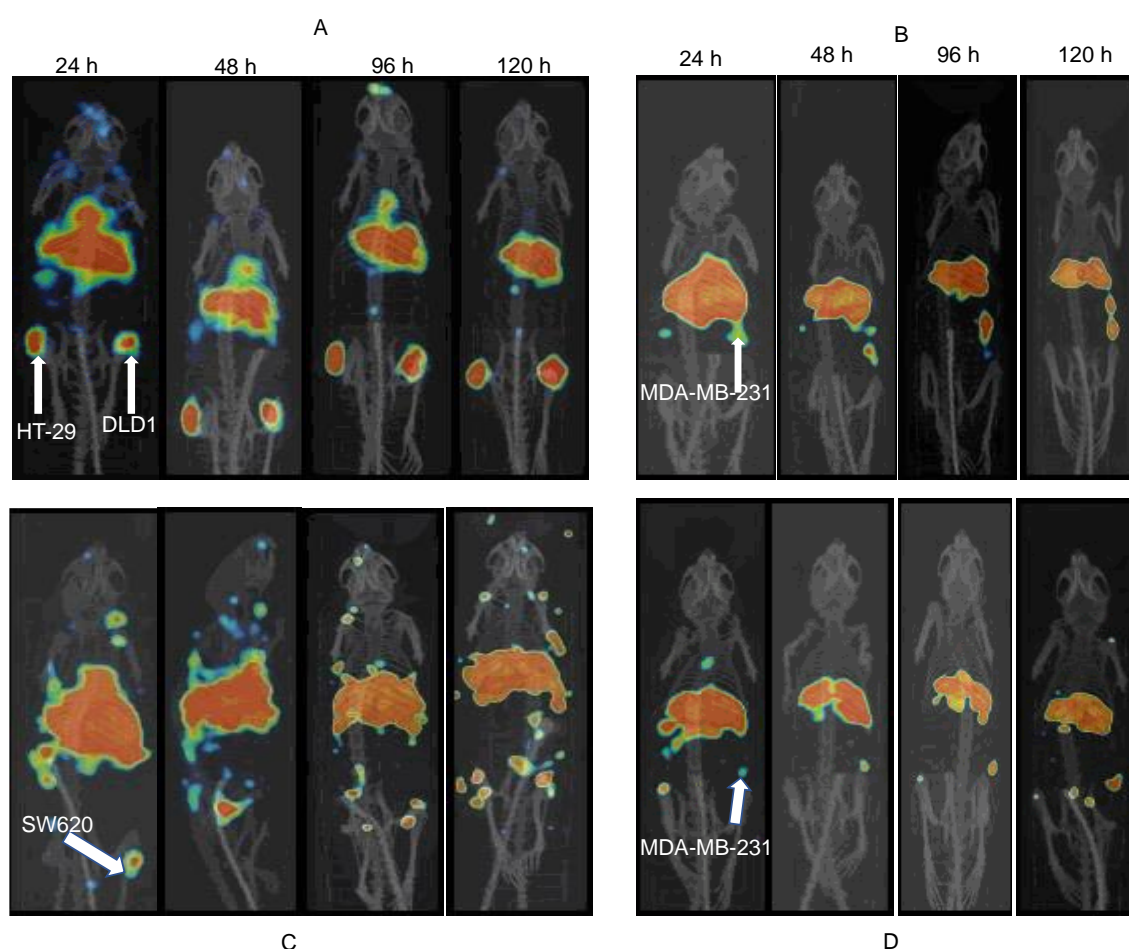 A
B
24 h
48 h
96 h
120 h
24 h
48 h
96 h
120 h
HT-29
DLD1
MDA-MB-231
SW620
MDA-MB-231
C
D